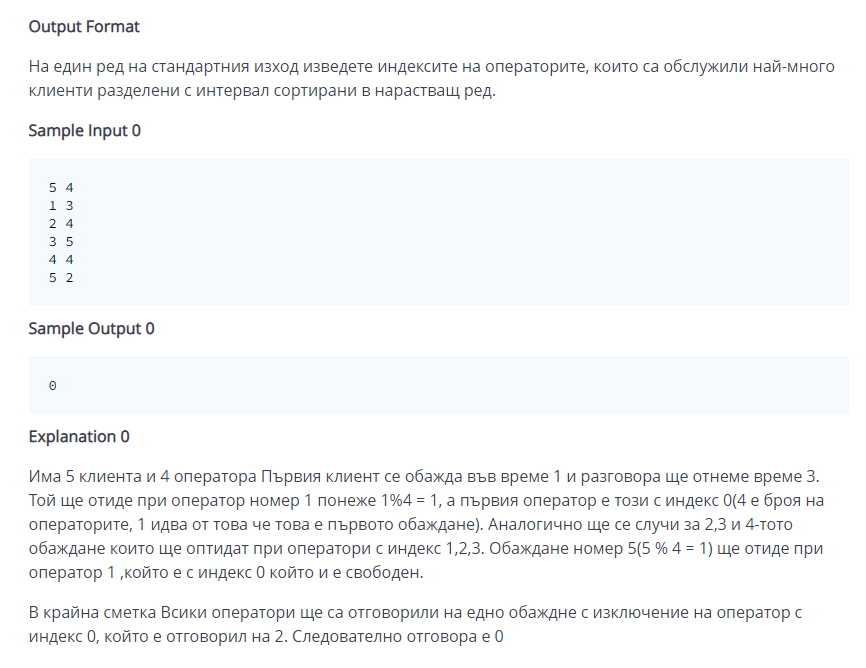 Output Format
На един ред на стандартния изход изведете индексите на операторите, които са обслужили най-много
клиенти разделени с интервал сортирани в нарастващ ред.
Sample Input 0
5 4
1 3
2 4
3 5
4 4
5 2
Sample Output 0
0
Explanation 0
Има 5 клиента и 4 оператора Първия клиент се обажда във време 1 и разговора ще отнеме време 3.
Той ще отиде при оператор номер 1 понеже 1%4 = 1, а първия оператор е този с индекс 0(4 е броя на
операторите, 1 идва от това че това е първото обаждане). Аналогично ще се случи за 2,3 и 4-тото
обаждане които ще оптидат при оператори с индекс 1,2,3. Обаждане номер 5(5 % 4 = 1) ще отиде при
оператор 1 ,който е с индекс 0 който и е свободен.
В крайна сметка Всики оператори ще са отговорили на едно обаждне с изключение на оператор с
индекс 0, който е отговорил на 2. Следователно отговора е 0